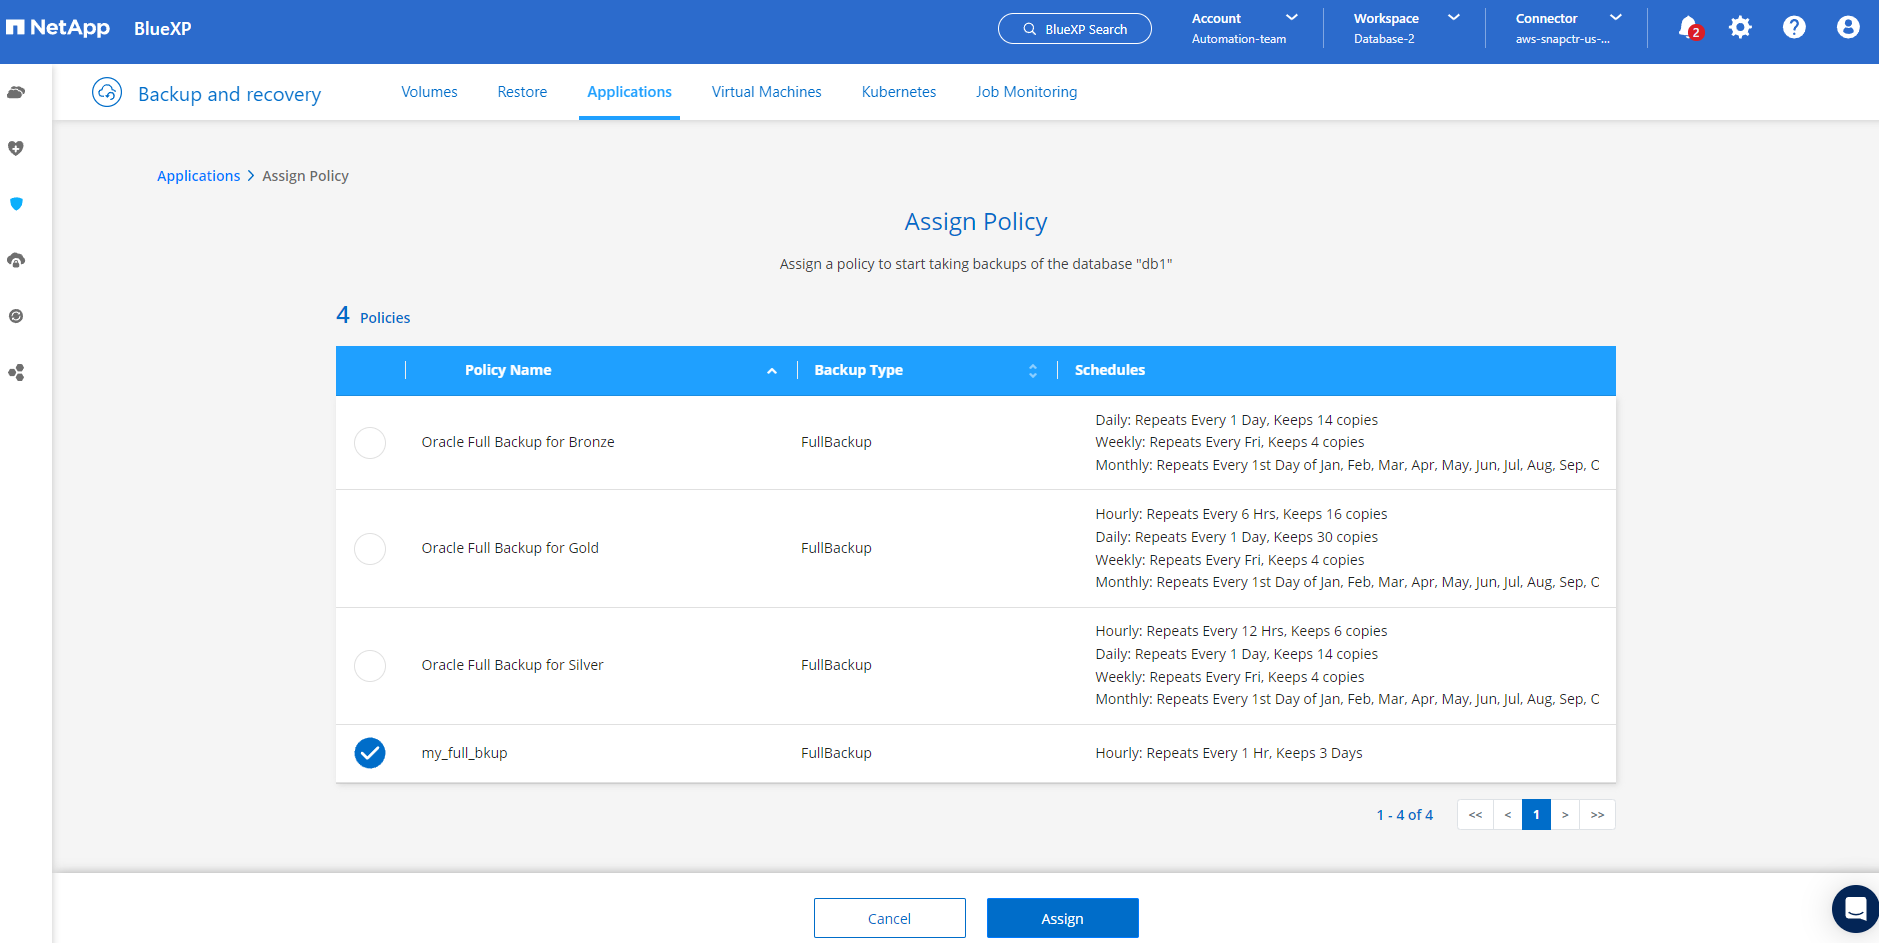 NetApp BlueXP
BlueXP Search
Account
Automation-team
Workspace
Database-2
Connector
aws-snapctr-us-...
2
Backup and recovery
Volumes Restore Applications Virtual Machines Kubernetes Job Monitoring
Applications > Assign Policy
Assign Policy
Assign a policy to start taking backups of the database "db1"
4 Policies
Policy Name Backup Type Schedules
Oracle Full Backup for Bronze FullBackup
Daily: Repeats Every 1 Day, Keeps 14 copies
Weekly: Repeats Every Fri, Keeps 4 copies
Monthly: Repeats Every 1st Day of Jan, Feb, Mar, Apr, May, Jun, Jul, Aug, Sep,
Oracle Full Backup for Gold FullBackup
Hourly: Repeats Every 6 Hrs, Keeps 16 copies
Daily: Repeats Every 1 Day, Keeps 30 copies
Weekly: Repeats Every Fri, Keeps 4 copies
Monthly: Repeats Every 1st Day of Jan, Feb, Mar, Apr, May, Jun, Jul, Aug, Sep,
Oracle Full Backup for Silver FullBackup
Hourly: Repeats Every 12 Hrs, Keeps 6 copies
Daily: Repeats Every 1 Day, Keeps 14 copies
Weekly: Repeats Every Fri, Keeps 4 copies
Monthly: Repeats Every 1st Day of Jan, Feb, Mar, Apr, May, Jun, Jul, Aug, Sep,
my_full_bkup FullBackup Hourly: Repeats Every 1 Hr, Keeps 3 Days
1 - 4 of 4 << < 1 > >>
Cancel Assign